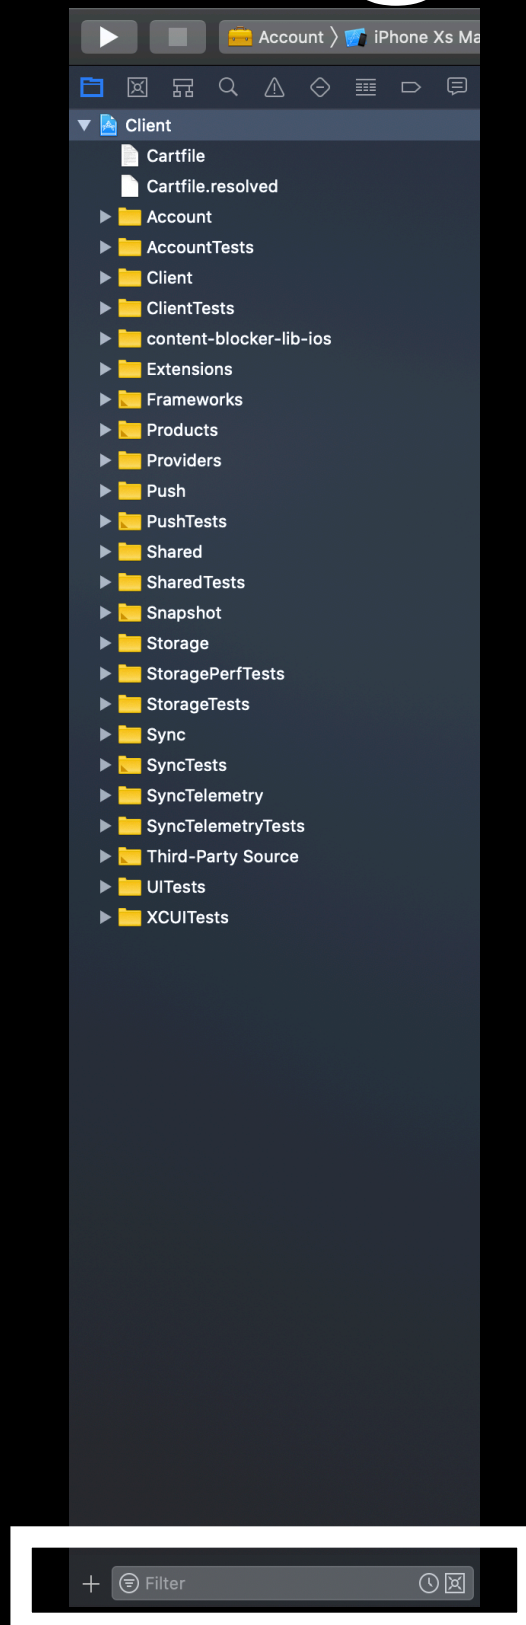 Account 〉 iPhone Xs Ma
Client
Cartfile
Cartfile.resolved
Account
AccountTests
Client
ClientTests
content-blocker-lib-ios
Extensions
Frameworks
Products
Providers
Push
PushTests
Shared
SharedTests
Snapshot
Storage
StoragePerfTests
StorageTests
Sync
SyncTests
SyncTelemetry
SyncTelemetryTests
Third-Party Source
UITests
XCUITests
Filter